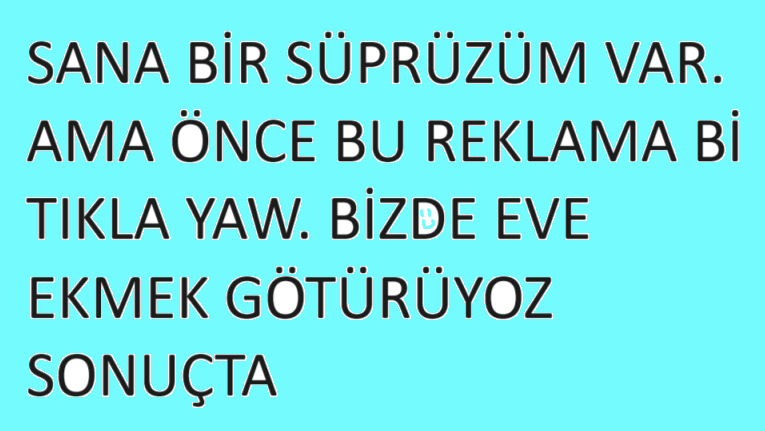 SANA BİR SÜPRÜZÜM VAR.
AMA ÖNCE BU REKLAMA Bİ
TIKLA YAW. BİZDE EVE
EKMEK GÖTÜRÜYOZ
SONUÇTA